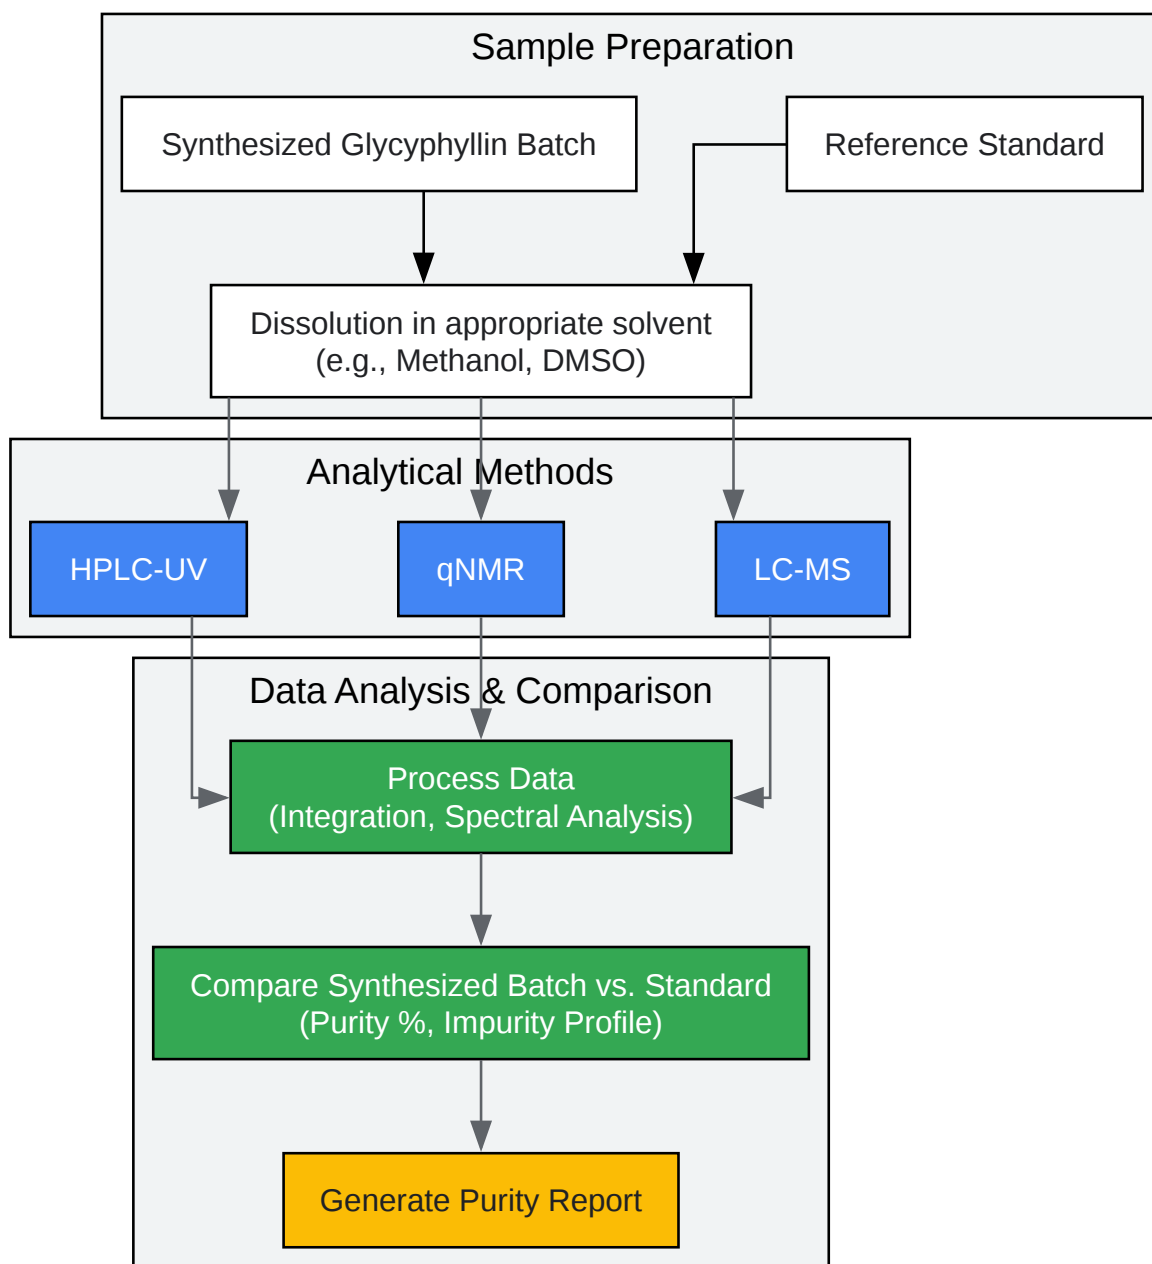 Sample Preparation
Synthesized Glycyphyllin Batch
Reference Standard
Dissolution in appropriate solvent
(e.g., Methanol, DMSO)
Analytical Methods
HPLC-UV
qNMR
LC-MS
Data Analysis & Comparison
Process Data
(Integration, Spectral Analysis)
Compare Synthesized Batch vs. Standard
(Purity %, Impurity Profile)
Generate Purity Report